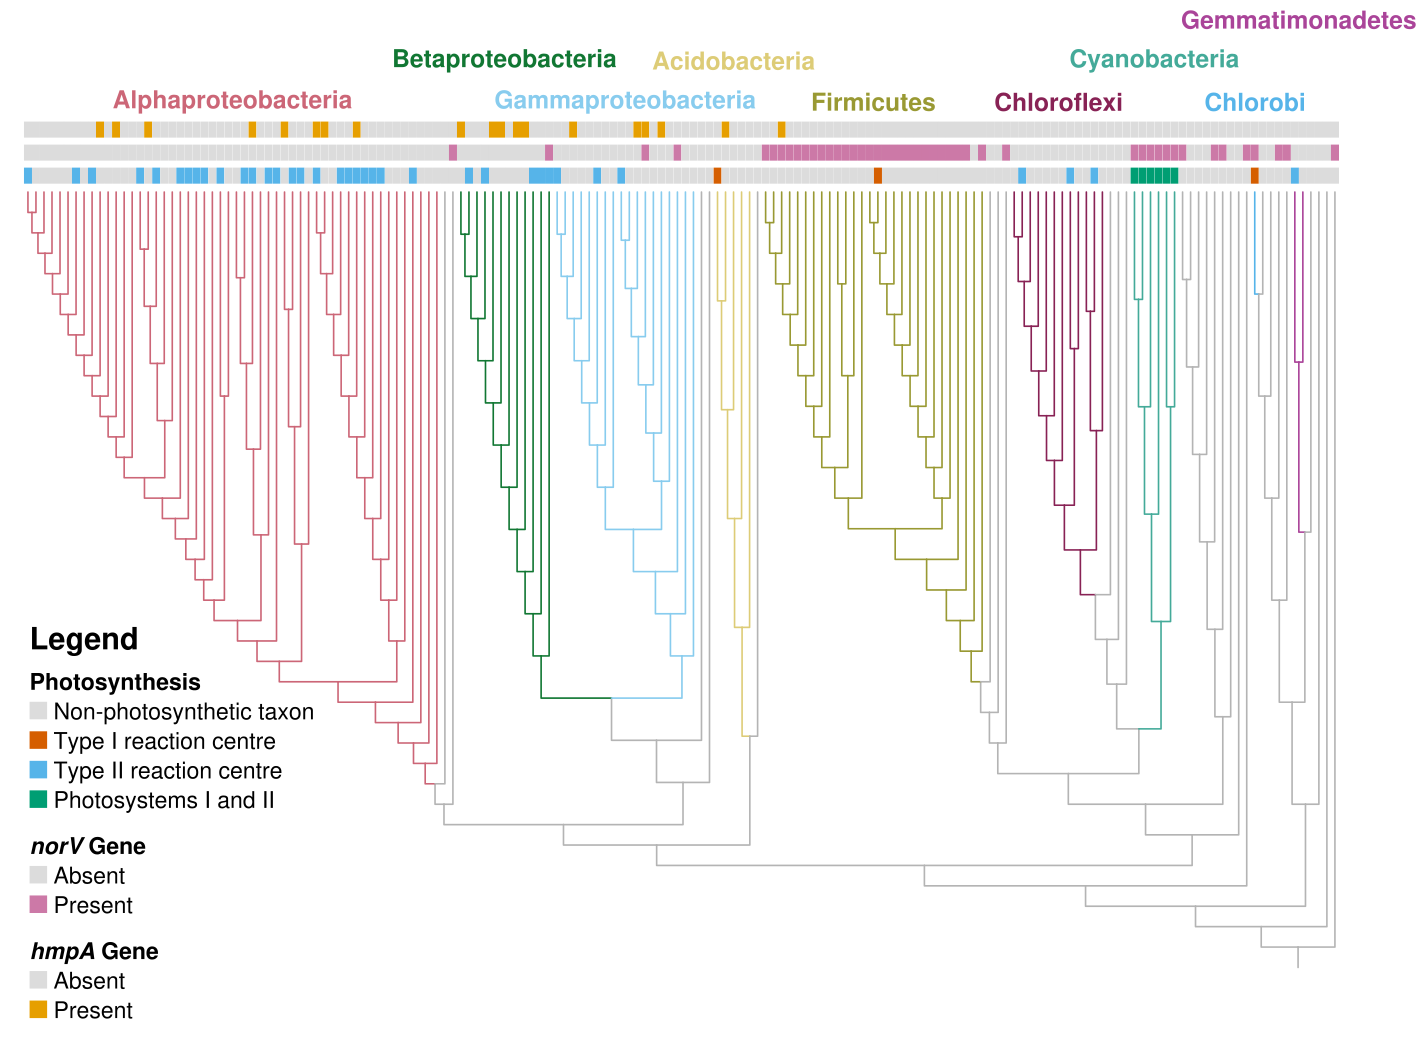 Gemmatimonadetes
Betaproteobacteria
Acidobacteria
Cyanobacteria
Alphaproteobacteria
Gammaproteobacteria
Firmicutes
Chloroflexi
Chlorobi
Legend
Photosynthesis
Non-photosynthetic taxon
Type I reaction centre
Type II reaction centre
Photosystems I and II
norV Gene
Absent
Present
hmpA Gene
Absent
Present